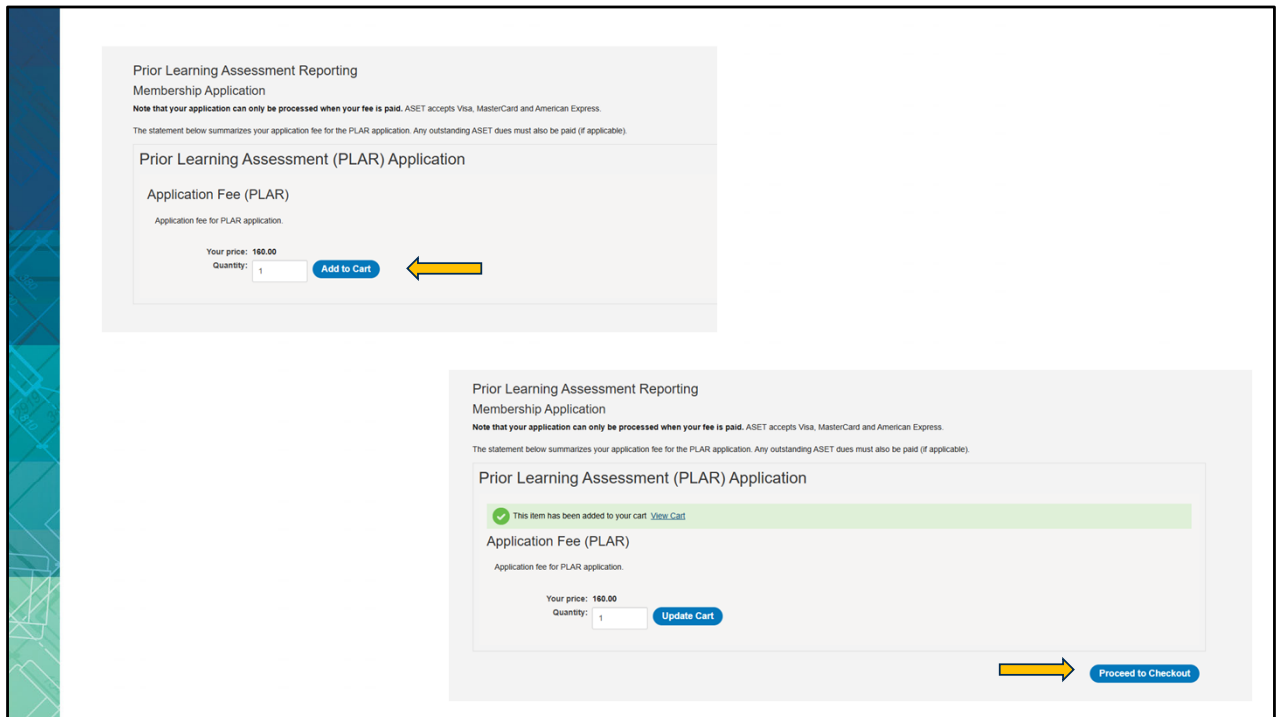 Prior Learning Assessment Reporting
Membership Application
Note that your application can only be processed when your fee is paid. ASET accepts Visa, MasterCard and American Express.
The statement below summarizes your application fee for the PLAR application. Any outstanding ASET dues must also be paid (if applicable).
Prior Learning Assessment (PLAR) Application
Application Fee (PLAR)
Application fee for PLAR application.
Your price: 160.00
Quantity: 1 Add to Cart
Prior Learning Assessment Reporting
Membership Application
Note that your application can only be processed when your fee is paid. ASET accepts Visa, MasterCard and American Express.
The statement below summarizes your application fee for the PLAR application. Any outstanding ASET dues must also be paid (if applicable).
Prior Learning Assessment (PLAR) Application
This item has been added to your cart View Cart
Application Fee (PLAR)
Application fee for PLAR application.
Your price: 160.00
Quantity: 1 Update Cart
Proceed to Checkout